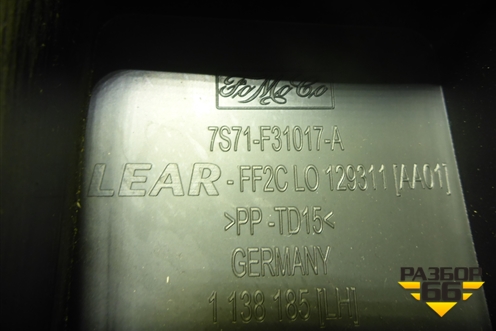 FoMoCo
7S71-F31017-A
LEAR-FF2C LO 129311 [AA01]
>PP-TD15<
GERMANY
1 138 185 [LH]
РАЗБОР
66